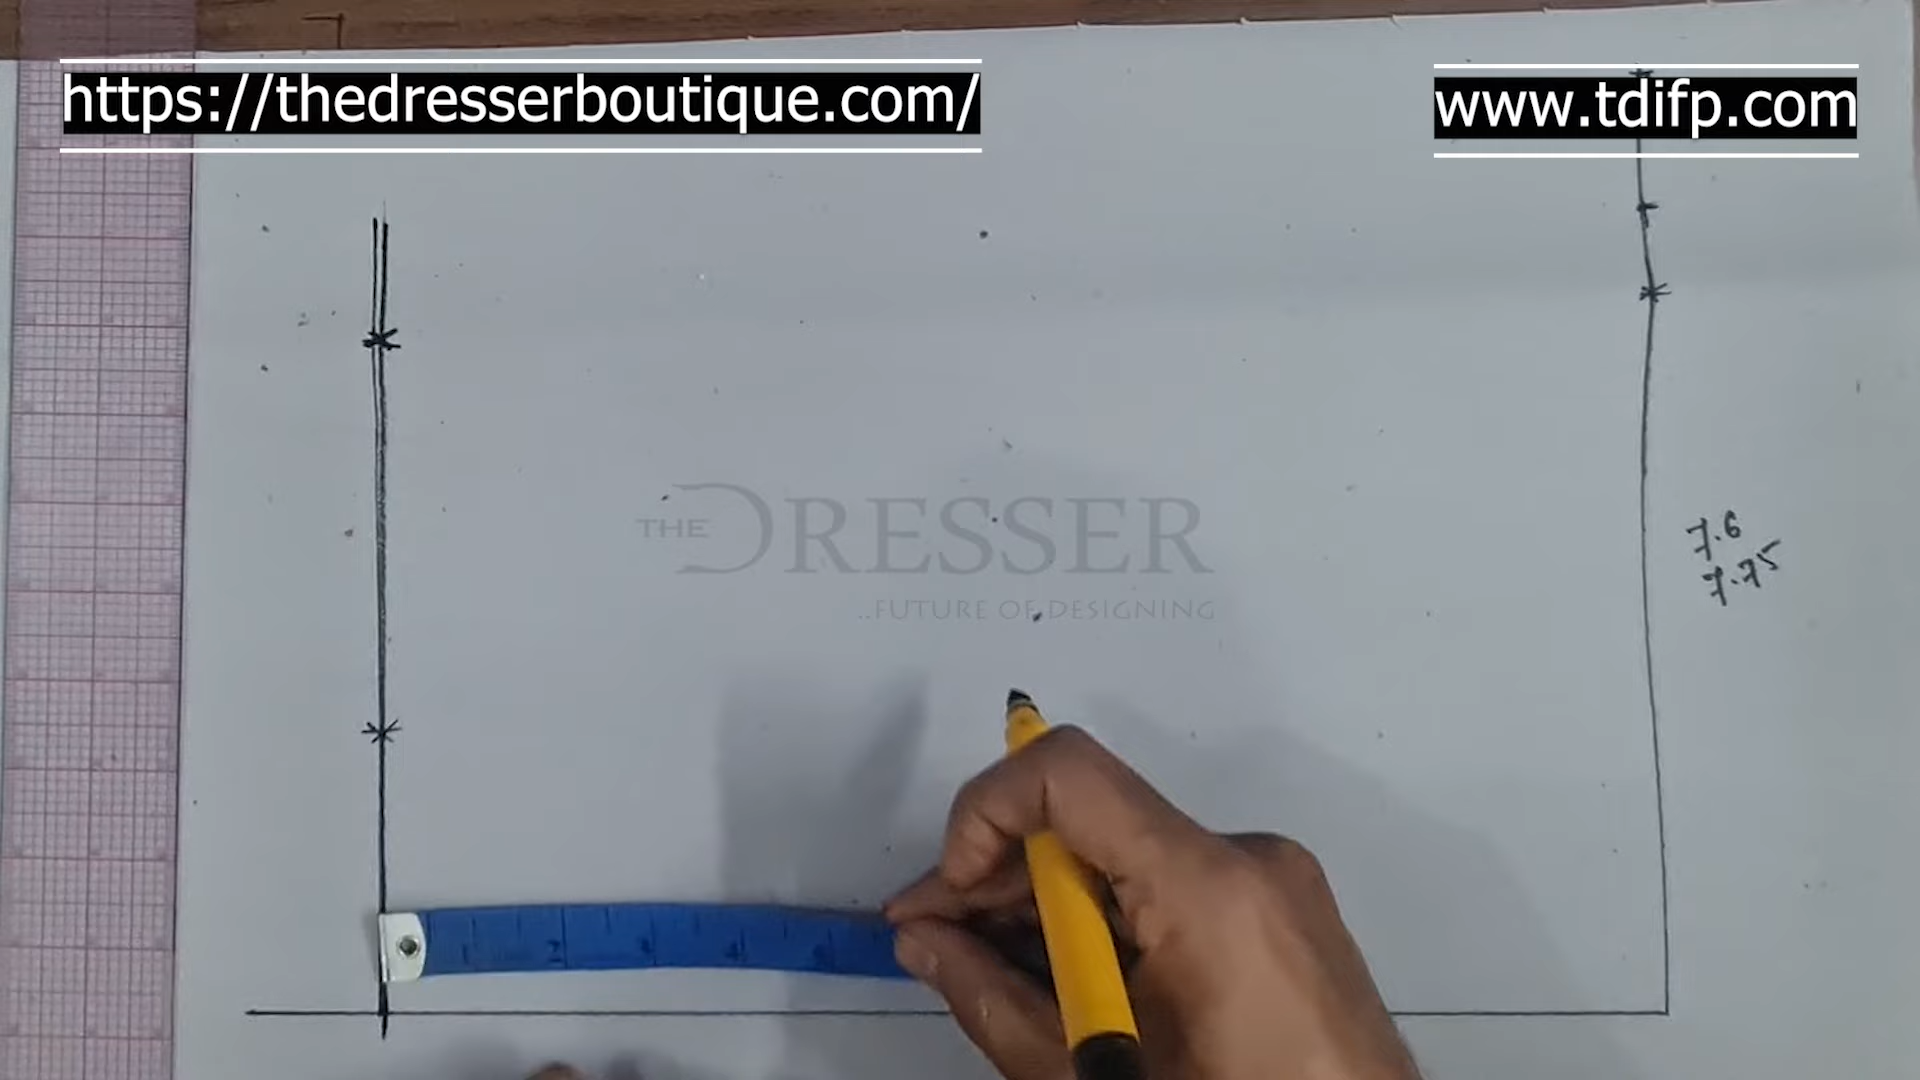 https://thedresserboutique.com/
www.tdifp.com
THE DRESSER
..FUTURE OF DESIGNING
7.6
7.75